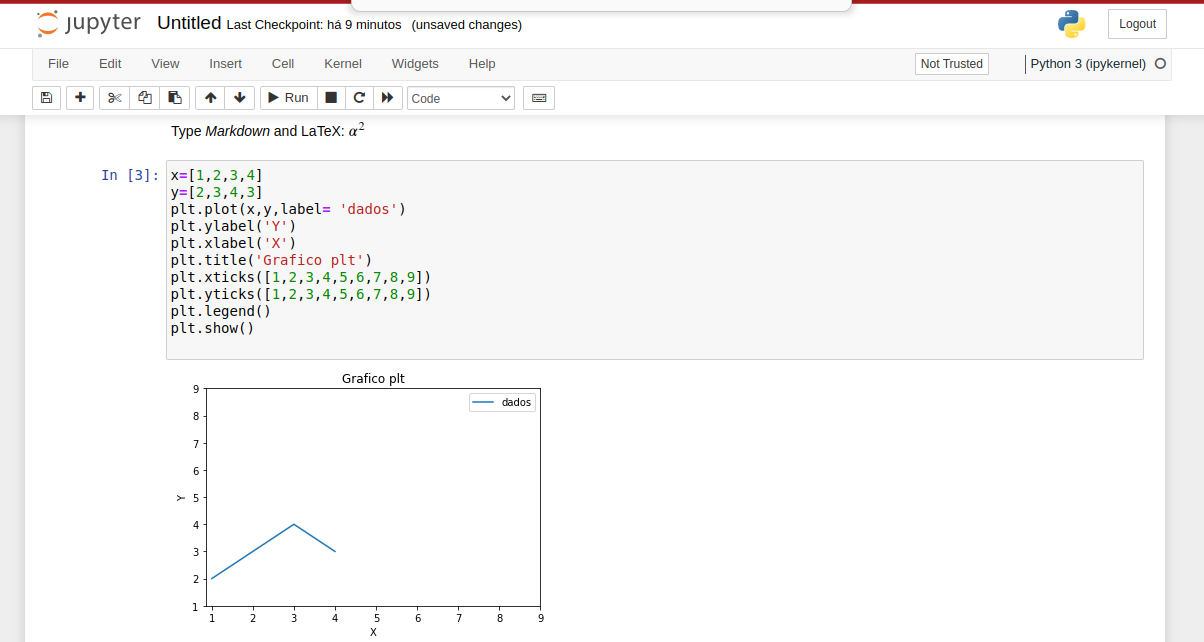 jupyter Untitled Last Checkpoint: há 9 minutos (unsaved changes) Logout
File Edit View Insert Cell Kernel Widgets Help Not Trusted Python 3 (ipykernel)
Run Code
Type Markdown and LaTeX: α²
In [3]: x=[1,2,3,4]
y=[2,3,4,3]
plt.plot(x,y,label= 'dados')
plt.ylabel('Y')
plt.xlabel('X')
plt.title('Grafico plt')
plt.xticks([1,2,3,4,5,6,7,8,9])
plt.yticks([1,2,3,4,5,6,7,8,9])
plt.legend()
plt.show()
Grafico plt
9
dados
8
7
6
Y
5
4
3
2
1
1 2 3 4 5 6 7 8 9
X